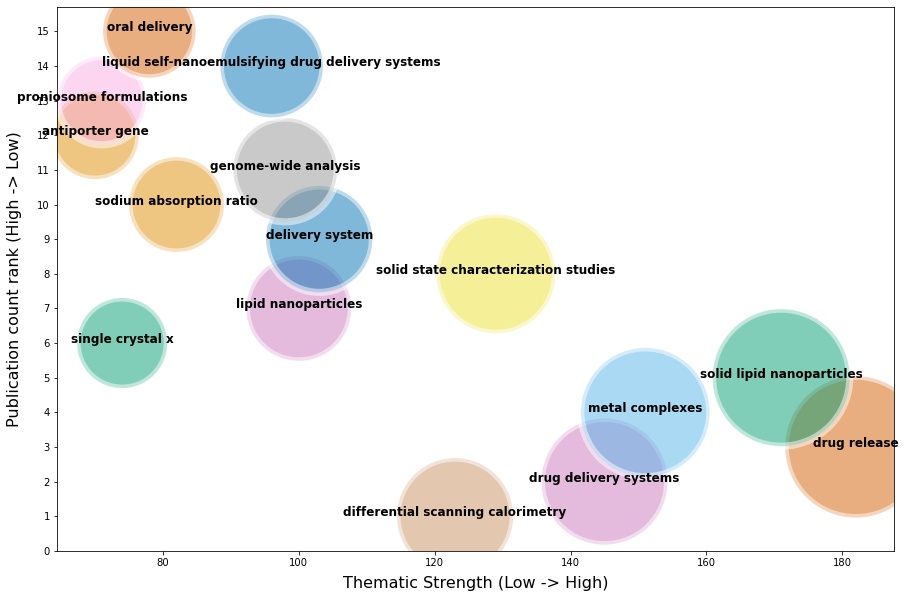 15
oral delivery
14
liquid self-nanoemulsifying drug delivery systems
13
proniosome formulations
12
antiporter gene
11
genome-wide analysis
10
sodium absorption ratio
9
delivery system
8
solid state characterization studies
7
lipid nanoparticles
6
single crystal x
5
solid lipid nanoparticles
4
metal complexes
3
drug release
2
drug delivery systems
1
differential scanning calorimetry
0
Publication count rank (High -> Low)
80 100 120 140 160 180
Thematic Strength (Low -> High)